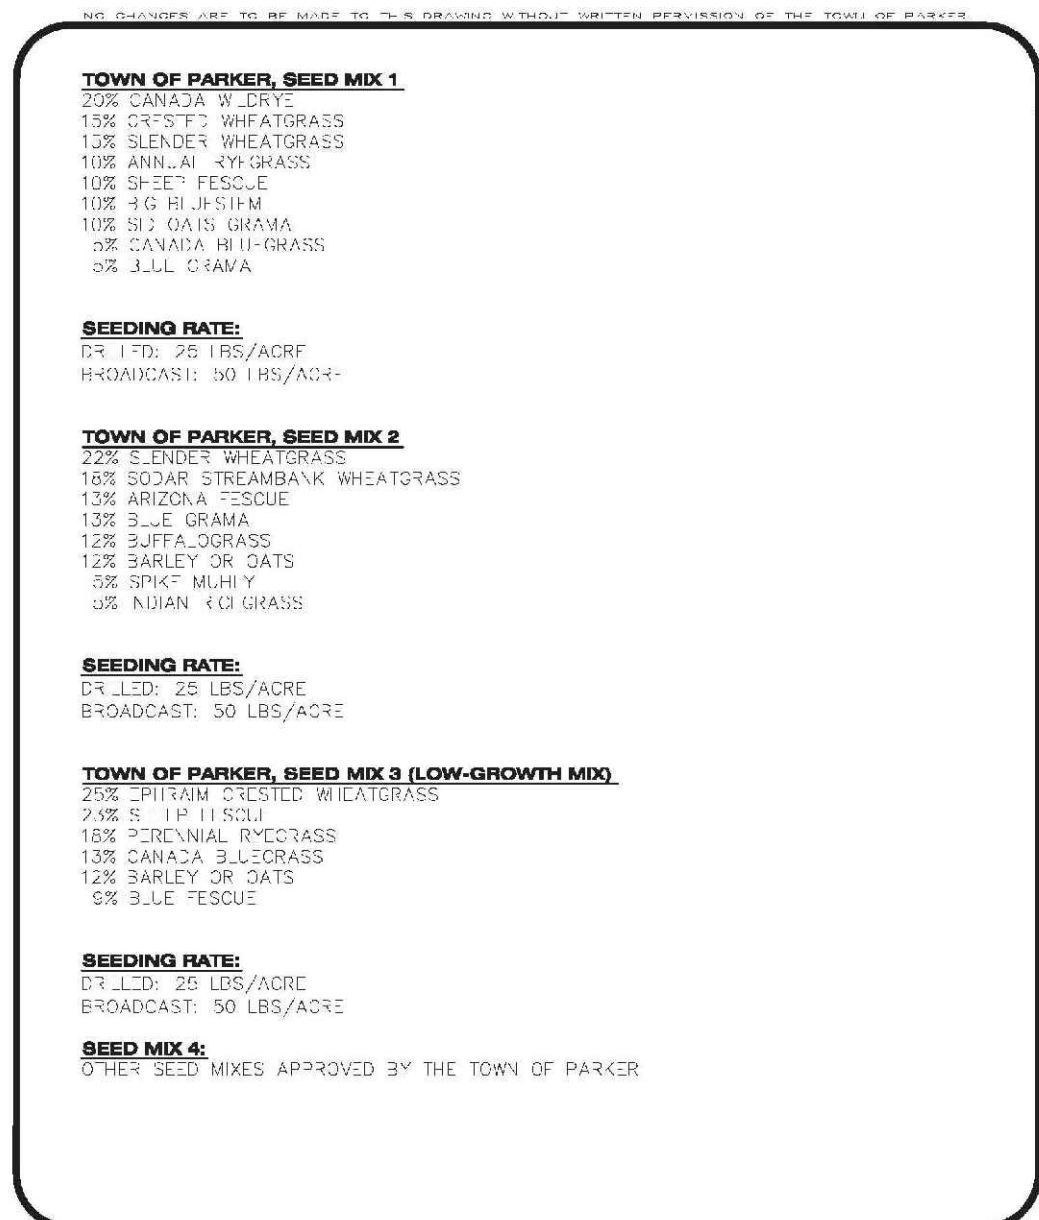 NO CHANGES ARE TO BE MADE TO THIS DRAWING WITHOUT WRITTEN PERMISSION OF THE TOWN OF PARKER
TOWN OF PARKER, SEED MIX 1
20% CANADA WILDRYE
15% CRESTED WHEATGRASS
15% SLENDER WHEATGRASS
10% ANNUAL RYEGRASS
10% SHEEP FESCUE
10% BIG BLUESTEM
10% SIDEOATS GRAMA
5% CANADA BLUEGRASS
5% BLUE GRAMA
SEEDING RATE:
DRILLED: 25 LBS/ACRE
BROADCAST: 50 LBS/ACRE
TOWN OF PARKER, SEED MIX 2
22% SLENDER WHEATGRASS
18% SODAR STREAMBANK WHEATGRASS
13% ARIZONA FESCUE
13% BLUE GRAMA
12% BUFFALOGRASS
12% BARLEY OR OATS
5% SPIKE MUHLY
5% INDIAN RICEGRASS
SEEDING RATE:
DRILLED: 25 LBS/ACRE
BROADCAST: 50 LBS/ACRE
TOWN OF PARKER, SEED MIX 3 (LOW-GROWTH MIX)
25% EPHRAIM CRESTED WHEATGRASS
23% SHEEP FESCUE
18% PERENNIAL RYEGRASS
13% CANADA BLUEGRASS
12% BARLEY OR OATS
9% BLUE FESCUE
SEEDING RATE:
DRILLED: 25 LBS/ACRE
BROADCAST: 50 LBS/ACRE
SEED MIX 4:
OTHER SEED MIXES APPROVED BY THE TOWN OF PARKER